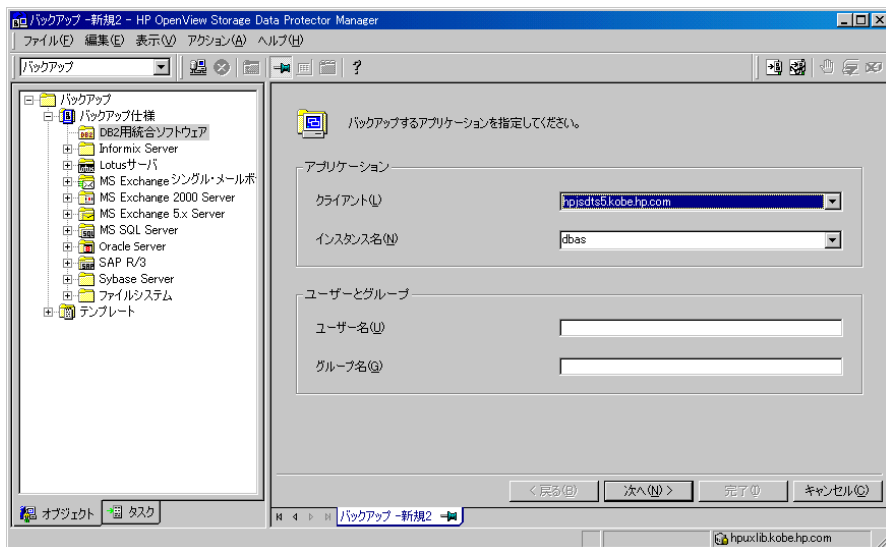 バックアップ -新規2 - HP OpenView Storage Data Protector Manager
ファイル(F) 編集(E) 表示(V) アクション(A) ヘルプ(H)
バックアップ
バックアップ
バックアップ仕様
DB2用統合ソフトウェア
Informix Server
Lotusサーバ
MS Exchangeシングル・メールボ
MS Exchange 2000 Server
MS Exchange 5.x Server
MS SQL Server
Oracle Server
SAP R/3
Sybase Server
ファイルシステム
テンプレート
バックアップするアプリケーションを指定してください。
アプリケーション
クライアント(L) hpjsdts5.kobe.hp.com
インスタンス名(N) dbas
ユーザーとグループ
ユーザー名(U)
グループ名(G)
< 戻る(B) 次へ(N) > 完了(I) キャンセル(C)
オブジェクト タスク
バックアップ -新規2
hpuxlib.kobe.hp.com